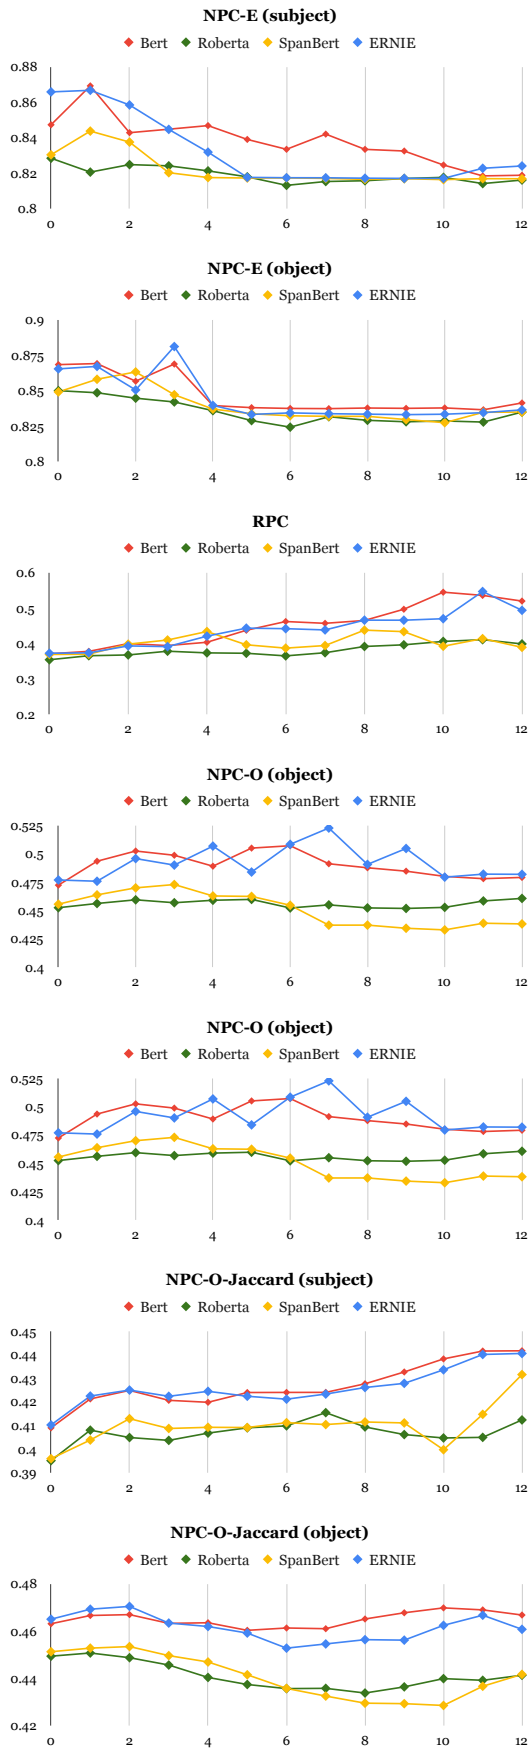 NPC-E (subject)
Bert Roberta SpanBert ERNIE
0.88
0.86
0.84
0.82
0.8
0 2 4 6 8 10 12
NPC-E (object)
Bert Roberta SpanBert ERNIE
0.9
0.875
0.85
0.825
0.8
0 2 4 6 8 10 12
RPC
Bert Roberta SpanBert ERNIE
0.6
0.5
0.4
0.3
0.2
0 2 4 6 8 10 12
NPC-O (object)
Bert Roberta SpanBert ERNIE
0.525
0.5
0.475
0.45
0.425
0.4
0 2 4 6 8 10 12
NPC-O (object)
Bert Roberta SpanBert ERNIE
0.525
0.5
0.475
0.45
0.425
0.4
0 2 4 6 8 10 12
NPC-O-Jaccard (subject)
Bert Roberta SpanBert ERNIE
0.45
0.44
0.43
0.42
0.41
0.4
0.39
0 2 4 6 8 10 12
NPC-O-Jaccard (object)
Bert Roberta SpanBert ERNIE
0.48
0.46
0.44
0.42
0 2 4 6 8 10 12